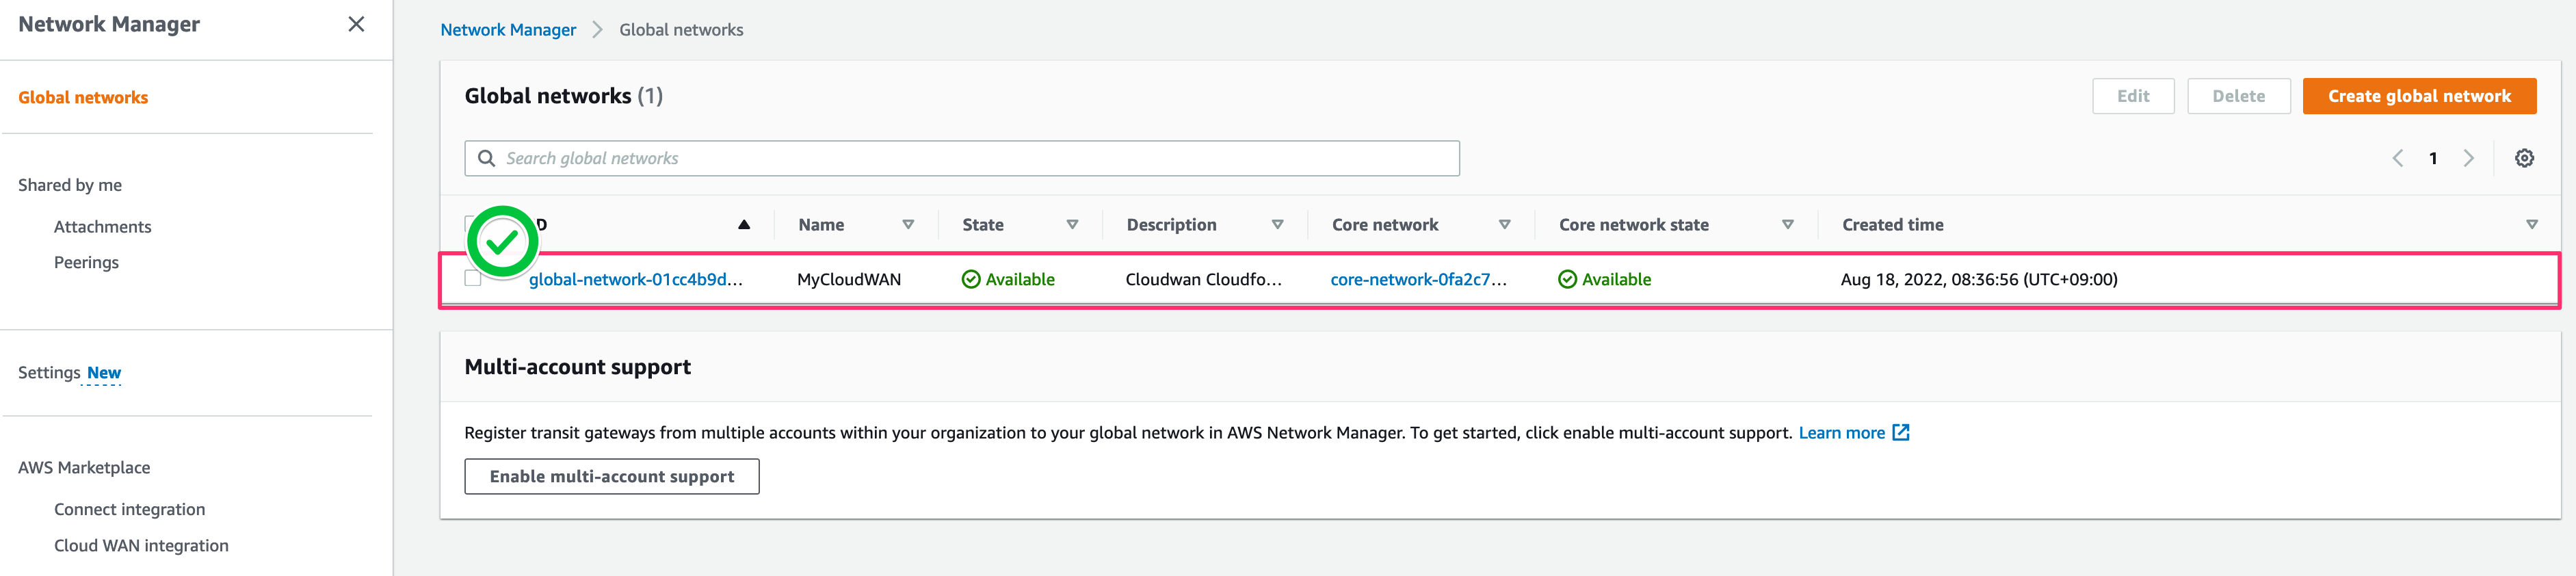 Network Manager
Global networks
Shared by me
Attachments
Peerings
Settings New
AWS Marketplace
Connect integration
Cloud WAN integration
Network Manager > Global networks
Global networks (1)
Edit Delete Create global network
Search global networks
1
D Name State Description Core network Core network state Created time
global-network-01cc4b9d... MyCloudWAN Available Cloudwan Cloudfo... core-network-0fa2c7... Available Aug 18, 2022, 08:36:56 (UTC+09:00)
Multi-account support
Register transit gateways from multiple accounts within your organization to your global network in AWS Network Manager. To get started, click enable multi-account support. Learn more
Enable multi-account support